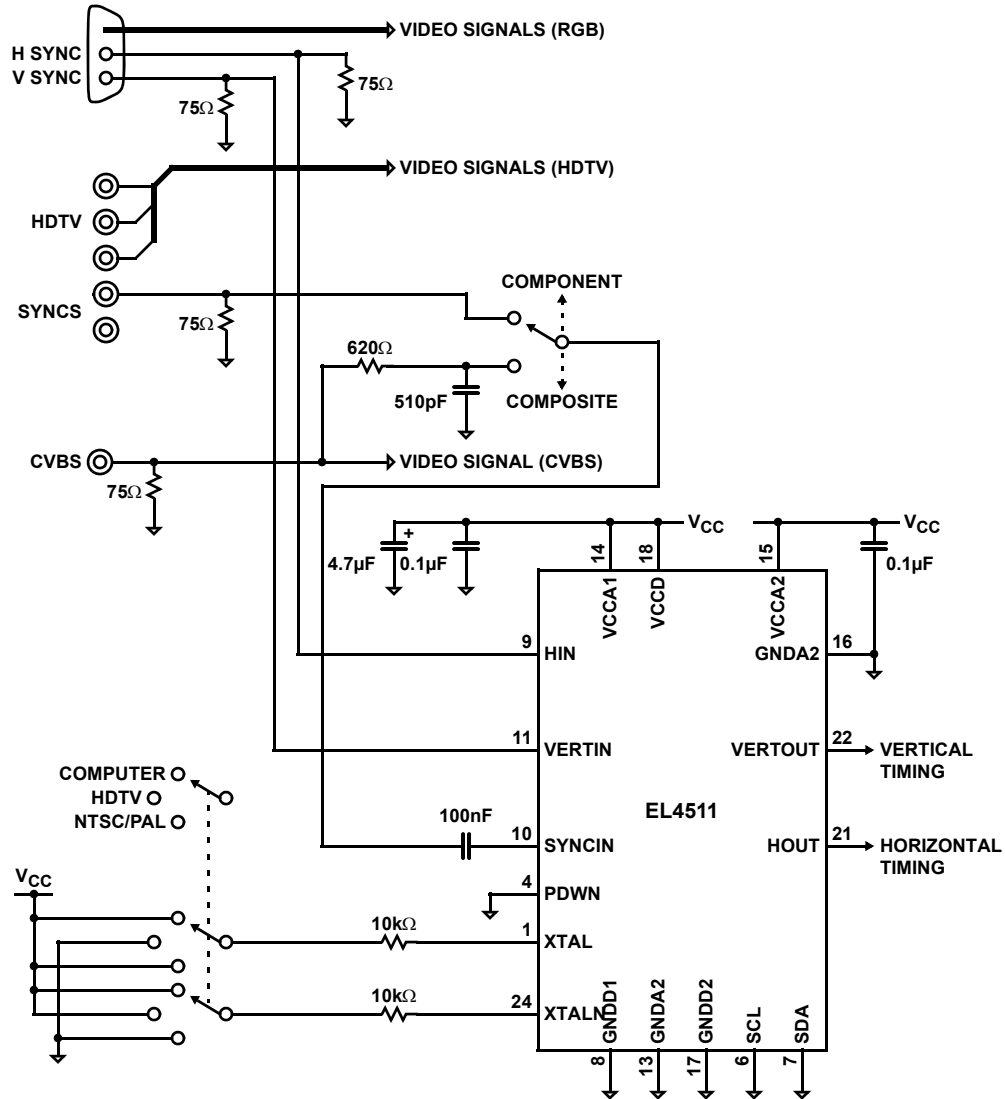 VIDEO SIGNALS (RGB)
H SYNC
V SYNC
75Ω
75Ω
VIDEO SIGNALS (HDTV)
HDTV
COMPONENT
SYNCS
75Ω
620Ω
510pF
COMPOSITE
CVBS
VIDEO SIGNAL (CVBS)
75Ω
VCC
VCC
4.7µF
+
0.1µF
14
18
15
0.1µF
VCCA1
VCCD
VCCA2
9
HIN
GNDA2
16
11
VERTIN
VERTOUT
22
VERTICAL
TIMING
COMPUTER
HDTV
NTSC/PAL
EL4511
100nF
10
SYNCIN
HOUT
21
HORIZONTAL
TIMING
VCC
4
PDWN
10kΩ
1
XTAL
10kΩ
24
XTALN
GNDD1
GNDA2
GNDD2
SCL
SDA
8
13
17
6
7